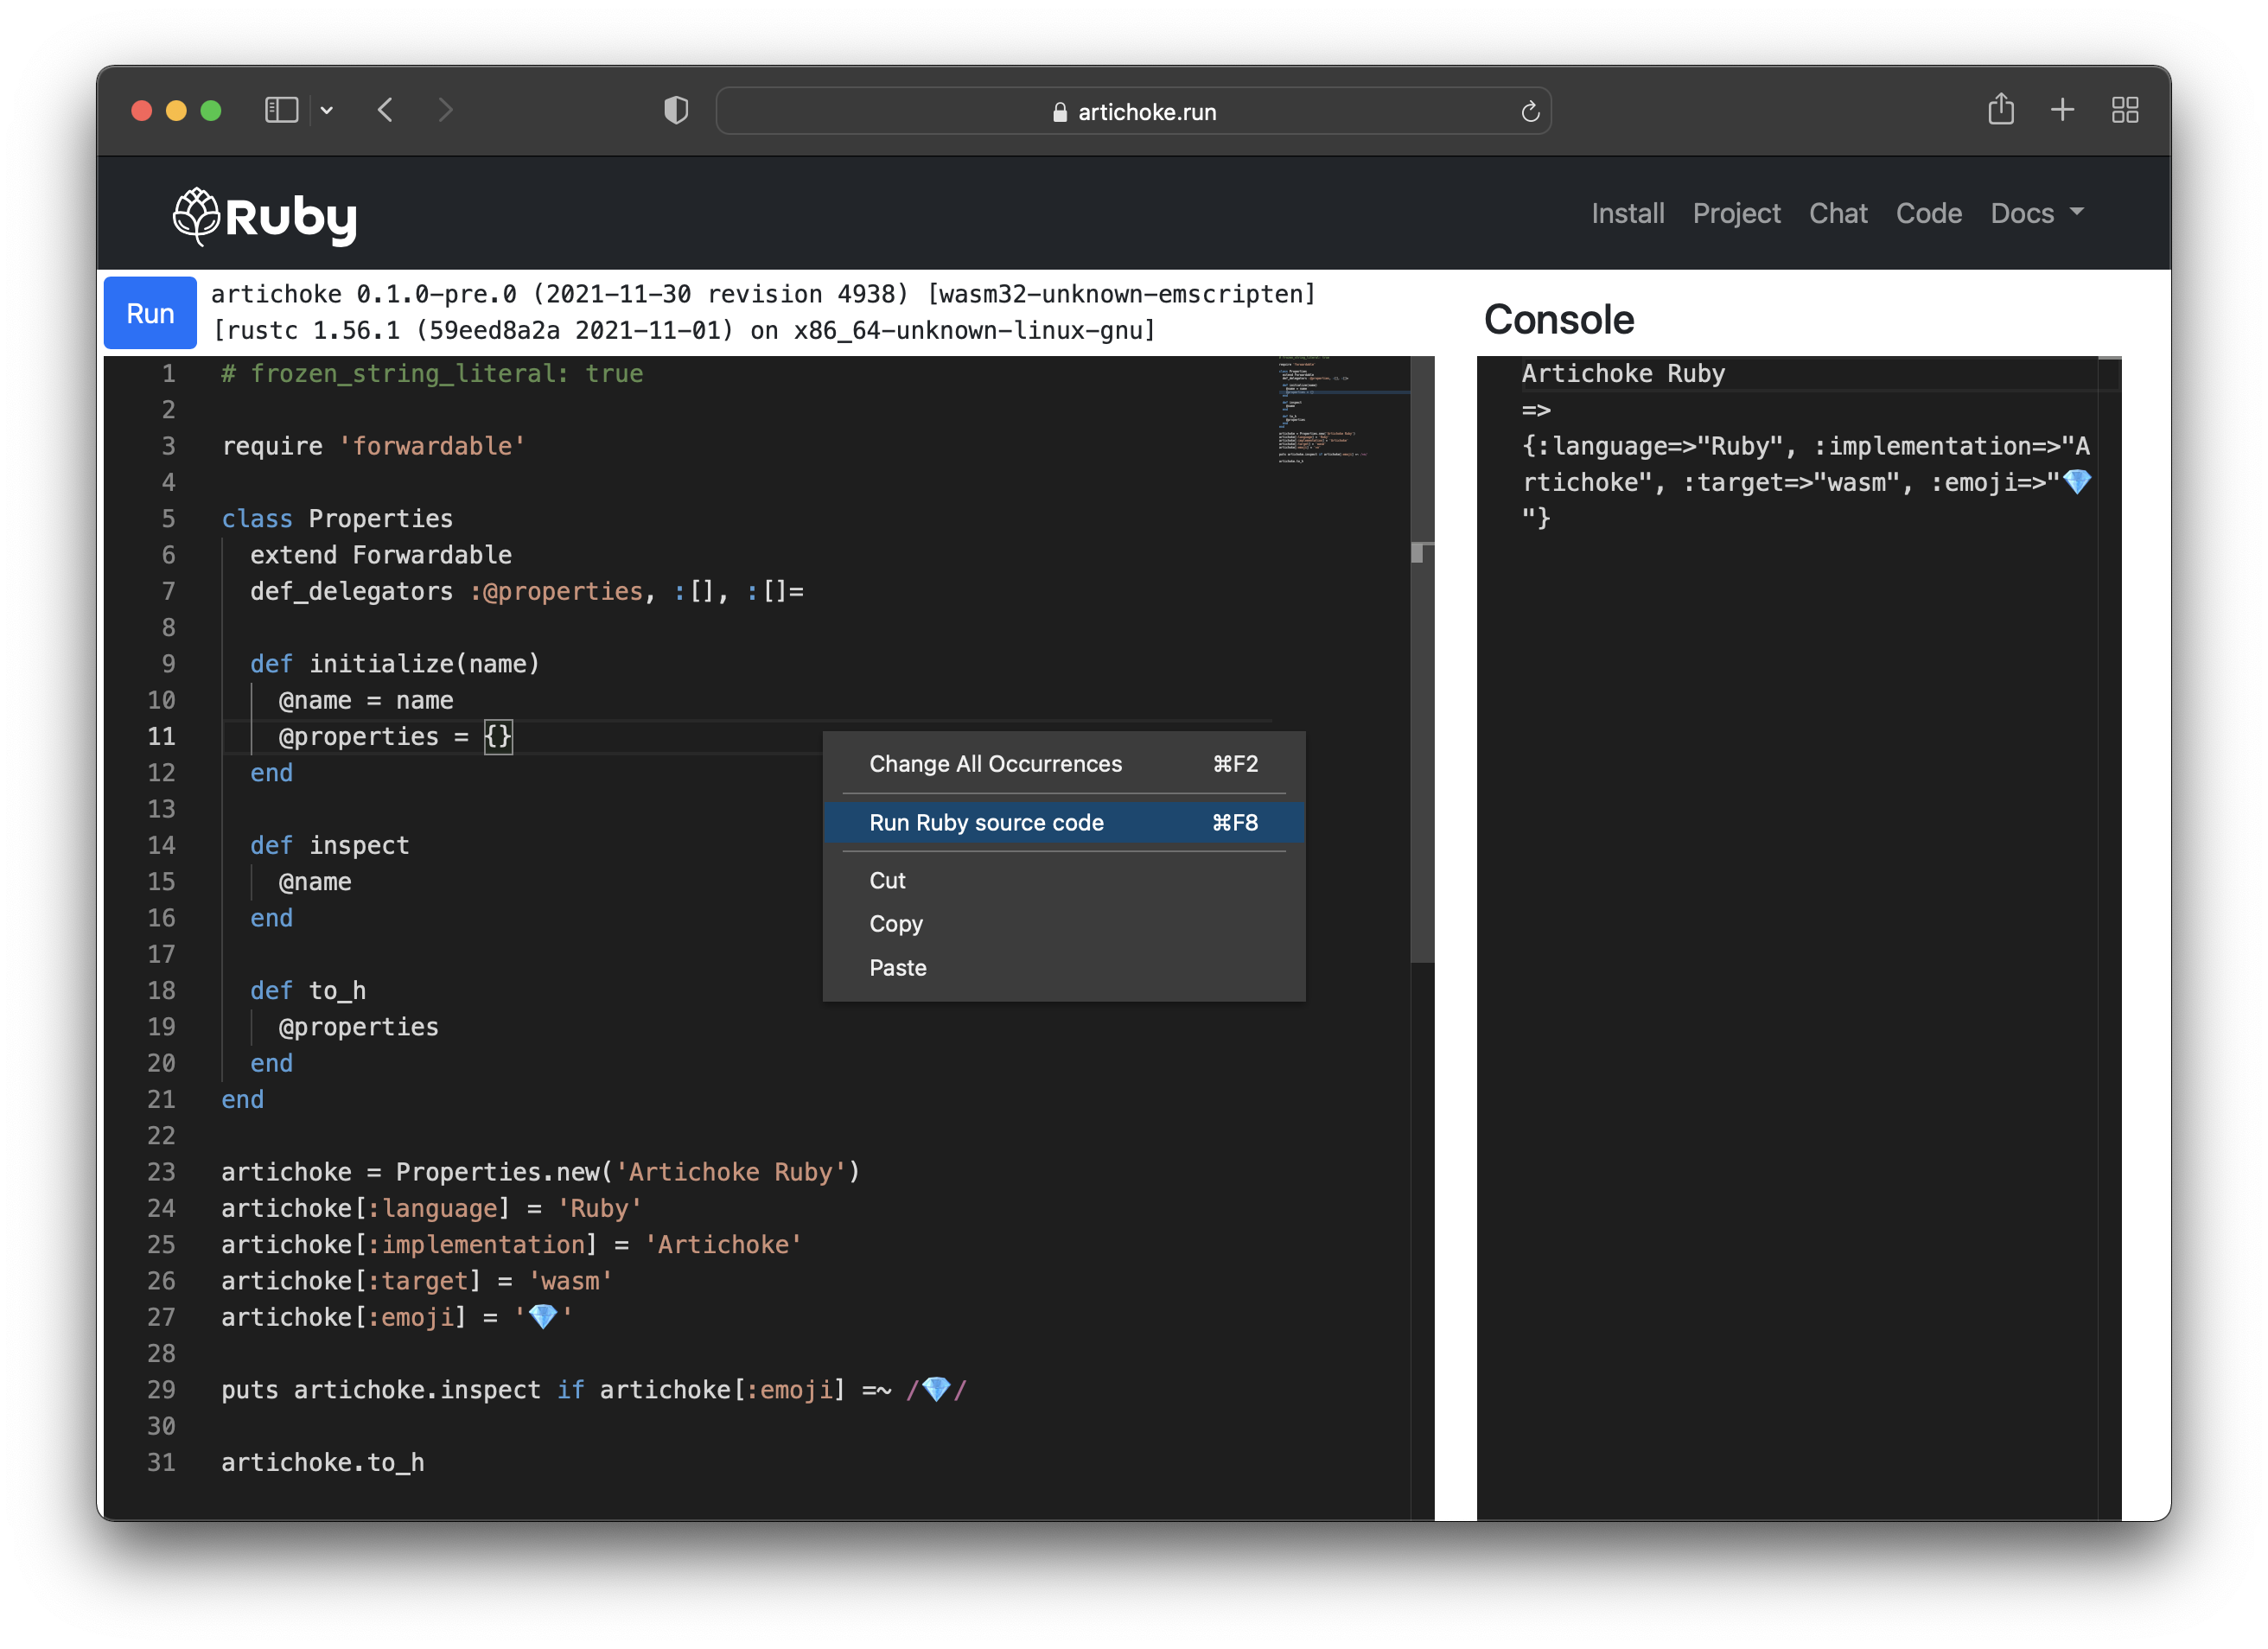 artichoke.run
Ruby
Install Project Chat Code Docs
Run
artichoke 0.1.0-pre.0 (2021-11-30 revision 4938) [wasm32-unknown-emscripten]
[rustc 1.56.1 (59eed8a2a 2021-11-01) on x86_64-unknown-linux-gnu]
1 # frozen_string_literal: true
2
3 require 'forwardable'
4
5 class Properties
6 extend Forwardable
7 def_delegators :@properties, :[], :[]=
8
9 def initialize(name)
10 @name = name
11 @properties = {}
12 end
13
14 def inspect
15 @name
16 end
17
18 def to_h
19 @properties
20 end
21 end
22
23 artichoke = Properties.new('Artichoke Ruby')
24 artichoke[:language] = 'Ruby'
25 artichoke[:implementation] = 'Artichoke'
26 artichoke[:target] = 'wasm'
27 artichoke[:emoji] = '💎'
28
29 puts artichoke.inspect if artichoke[:emoji] =~ /💎/
30
31 artichoke.to_h
Change All Occurrences ⌘F2
Run Ruby source code ⌘F8
Cut
Copy
Paste
Console
Artichoke Ruby
=>
{:language=>"Ruby", :implementation=>"A
rtichoke", :target=>"wasm", :emoji=>"💎
"}